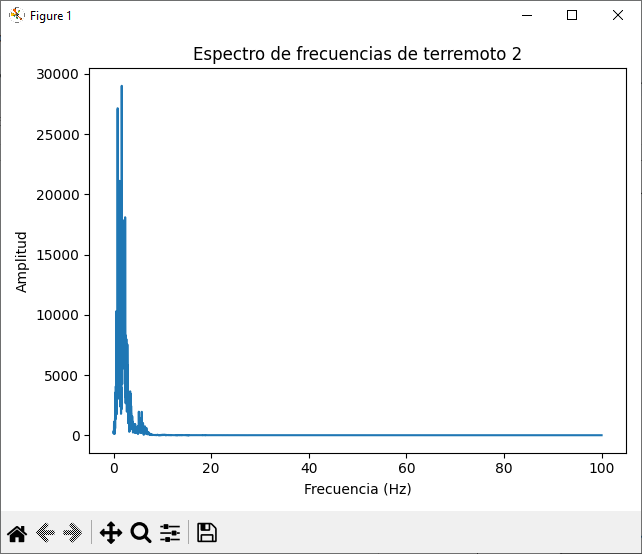 Figure 1
Espectro de frecuencias de terremoto 2
30000
25000
20000
15000
10000
5000
0
Amplitud
0 20 40 60 80 100
Frecuencia (Hz)